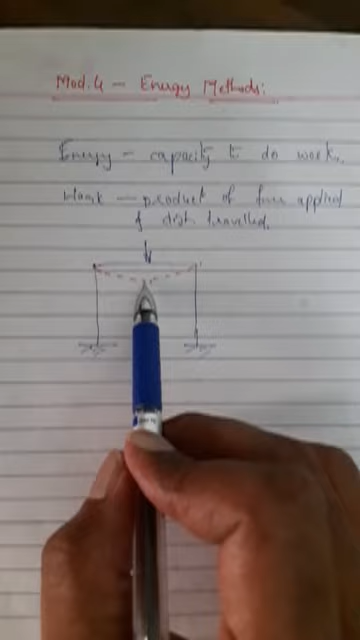 Mod.4 – Energy Methods:
Energy – capacity to do work.
Work – product of force applied
& dist. travelled.